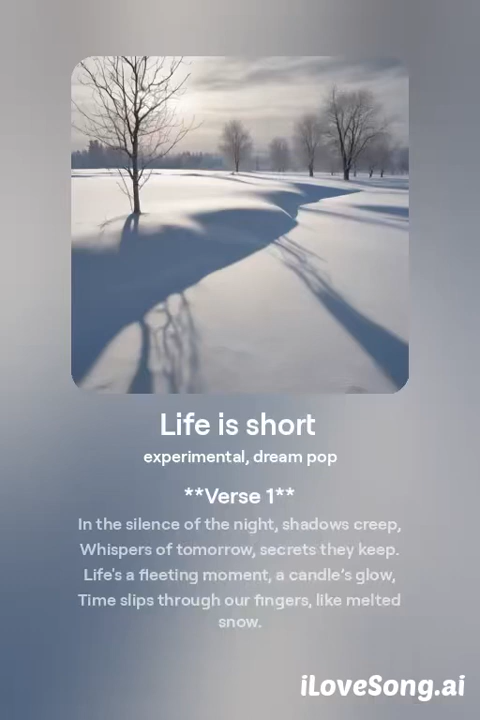 Life is short
experimental, dream pop
**Verse 1**
In the silence of the night, shadows creep,
Whispers of tomorrow, secrets they keep.
Life's a fleeting moment, a candle’s glow,
Time slips through our fingers, like melted
snow.
iLoveSong.ai